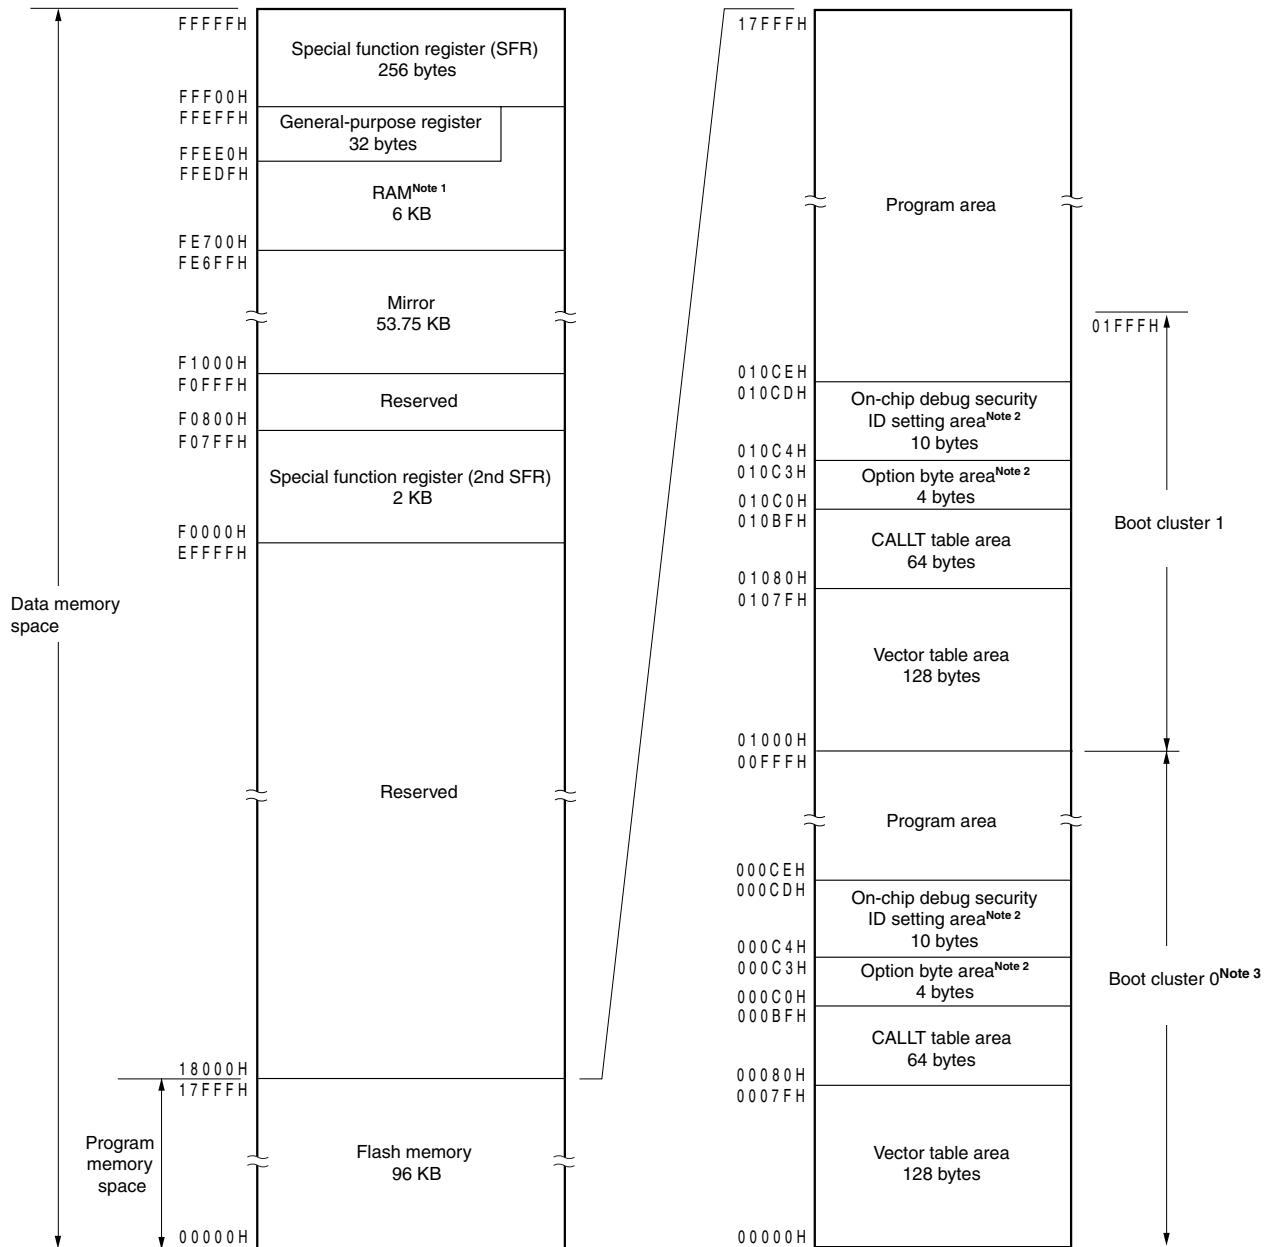 FFFFFH
Special function register (SFR)
256 bytes
FFF00H
FFEFFH
General-purpose register
32 bytes
FFEE0H
FFEDFH
RAMNote 1
6 KB
FE700H
FE6FFH
Mirror
53.75 KB
F1000H
F0FFFH
Reserved
F0800H
F07FFH
Special function register (2nd SFR)
2 KB
F0000H
EFFFFH
Data memory
space
Reserved
18000H
17FFFH
Program
memory
space
Flash memory
96 KB
00000H
17FFFH
Program area
01FFFH
010CEH
010CDH
On-chip debug security
ID setting areaNote 2
10 bytes
010C4H
010C3H
Option byte areaNote 2
4 bytes
010C0H
010BFH
Boot cluster 1
CALLT table area
64 bytes
01080H
0107FH
Vector table area
128 bytes
01000H
00FFFH
Program area
000CEH
000CDH
On-chip debug security
ID setting areaNote 2
10 bytes
000C4H
000C3H
Option byte areaNote 2
4 bytes
Boot cluster 0Note 3
000C0H
000BFH
CALLT table area
64 bytes
00080H
0007FH
Vector table area
128 bytes
00000H